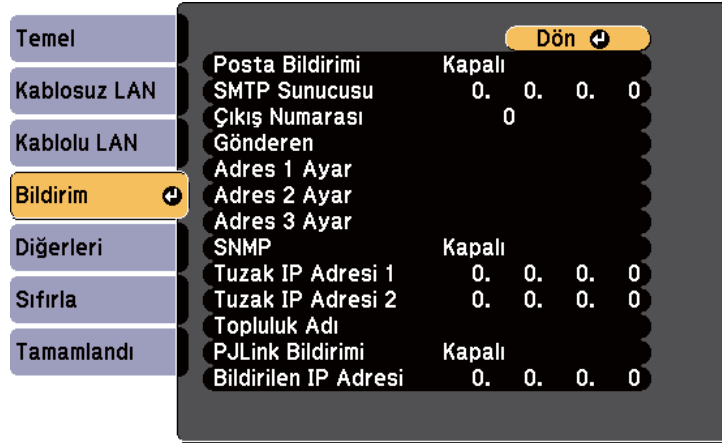 Temel
Kablosuz LAN
Kablolu LAN
Bildirim
Diğerleri
Sıfırla
Tamamlandı
Dön
Posta Bildirimi Kapalı
SMTP Sunucusu 0. 0. 0. 0
Çıkış Numarası 0
Gönderen
Adres 1 Ayar
Adres 2 Ayar
Adres 3 Ayar
SNMP Kapalı
Tuzak IP Adresi 1 0. 0. 0. 0
Tuzak IP Adresi 2 0. 0. 0. 0
Topluluk Adı
PJLink Bildirimi Kapalı
Bildirilen IP Adresi 0. 0. 0. 0